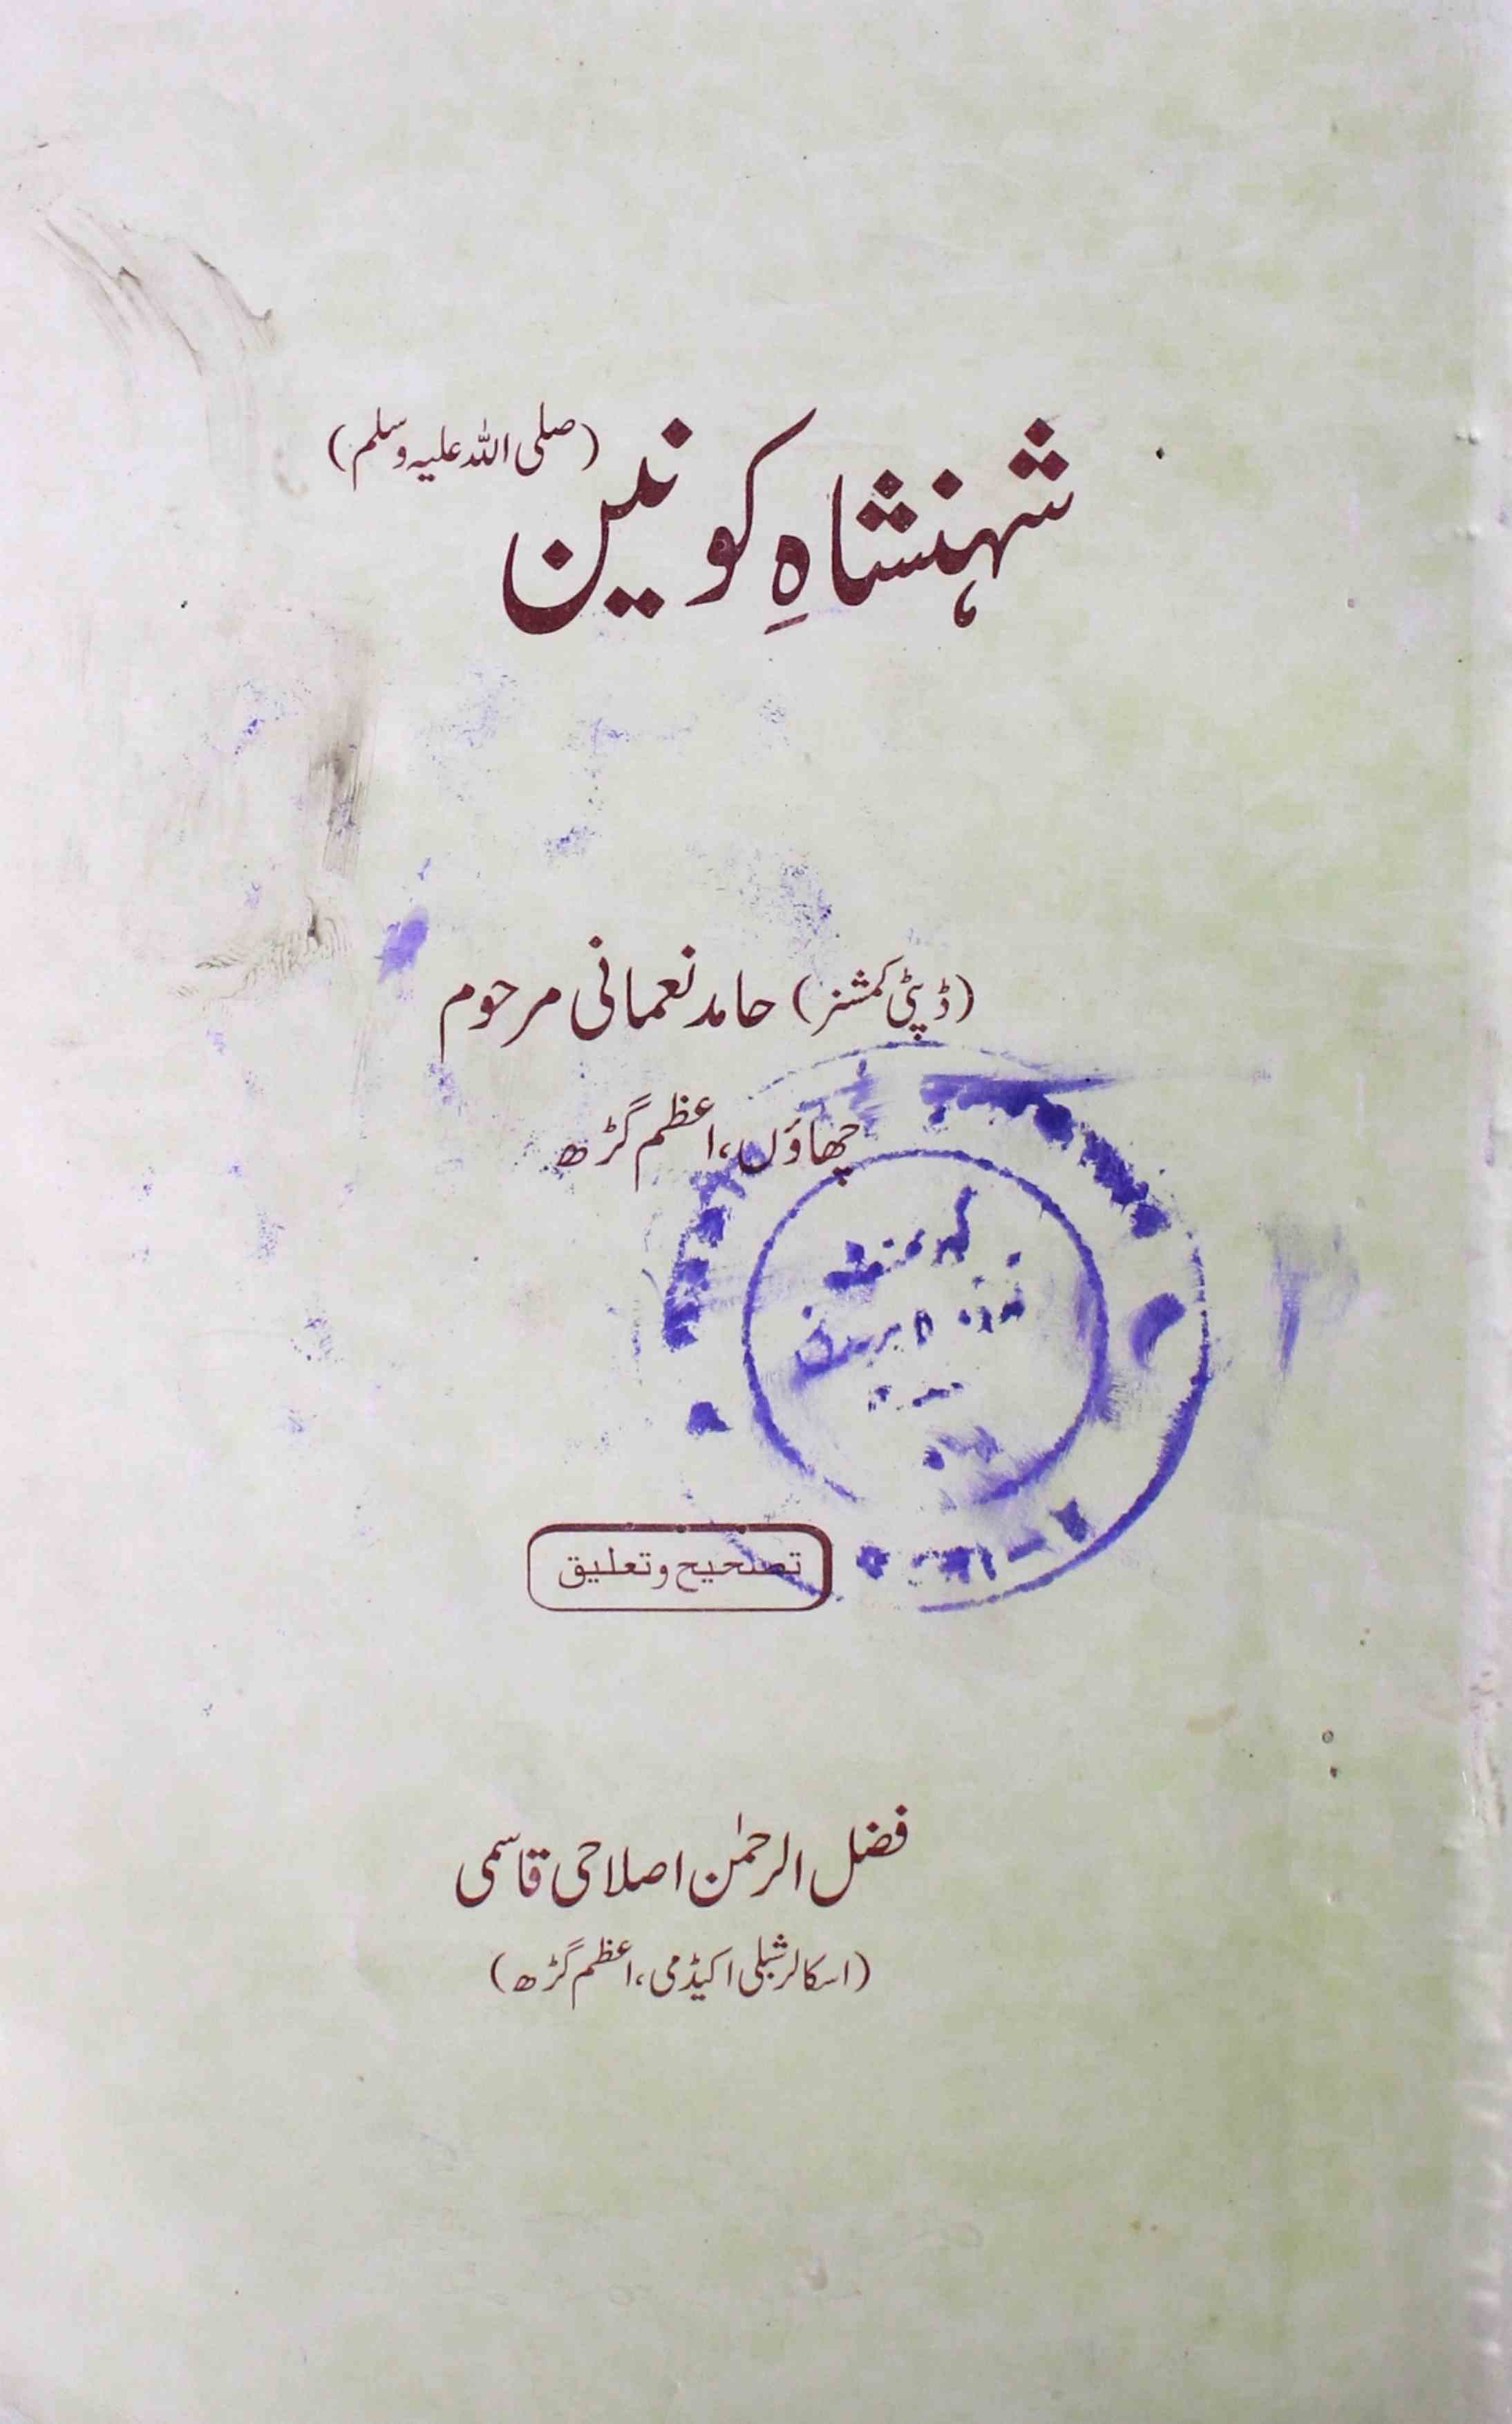 شہنشاہِ کونین (صلی اللہ علیہ وسلم)
(ڈپٹی کمشنر) حامد نعمانی مرحوم
چھاؤں، اعظم گڑھ
تصحیح و تعلیق
فضل الرحمٰن اصلاحی قاسمی
(اسکالر شبلی اکیڈمی، اعظم گڑھ)